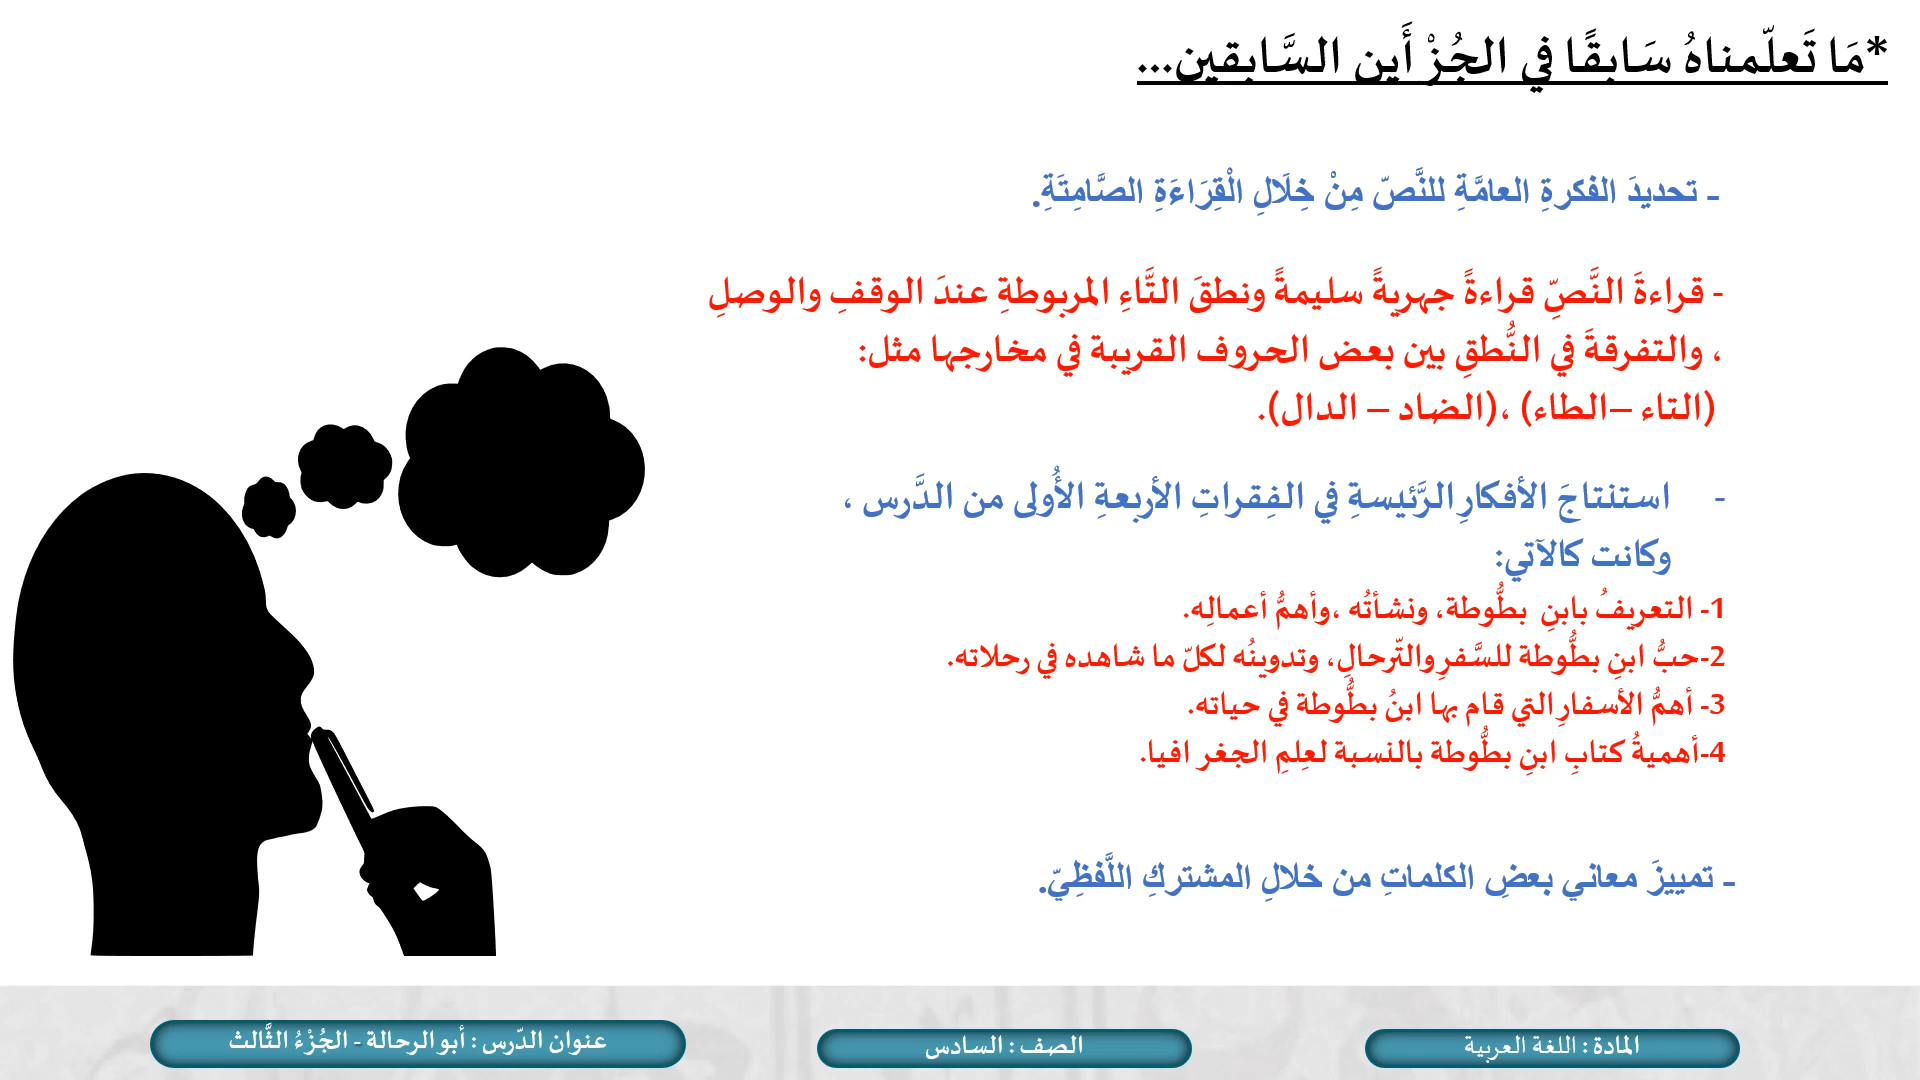 *مَا تَعلّمناهُ سَابقًا في الجُزْ أَين السَّابقين...
- تحديدَ الفكرةِ العامَّةِ للنَّصّ مِنْ خِلَالِ الْقِرَاءَةِ الصَّامِتَةِ.
- قراءةَ النَّصِّ قراءةً جهريةً سليمةً ونطقَ التَّاءِ المربوطةِ عندَ الوقفِ والوصلِ
، والتفرقةَ في النُّطقِ بين بعض الحروف القريبة في مخارجها مثل:
(التاء –الطاء) ،(الضاد – الدال).
- استنتاجَ الأفكارِ الرَّئيسةِ في الفِقراتِ الأربعةِ الأُولى من الدَّرس ،
وكانت كالآتي:
1- التعريفُ بابنِ بطُّوطة، ونشأتُه ،وأهمُّ أعمالِه.
2-حبُّ ابنِ بطُّوطة للسَّفرِ والتّرحالِ، وتدوينُه لكلّ ما شاهده في رحلاته.
3- أهمُّ الأسفارِ التي قام بها ابنُ بطُّوطة في حياته.
4-أهميةُ كتابِ ابنِ بطُّوطة بالنسبة لعِلمِ الجغر افيا.
- تمييزَ معاني بعضِ الكلماتِ من خلالِ المشتركِ اللَّفظِيّ.
المادة : اللغة العربية
الصف : السادس
عنوان الدّرس : أبو الرحالة - الجُزْءُ الثَّالث